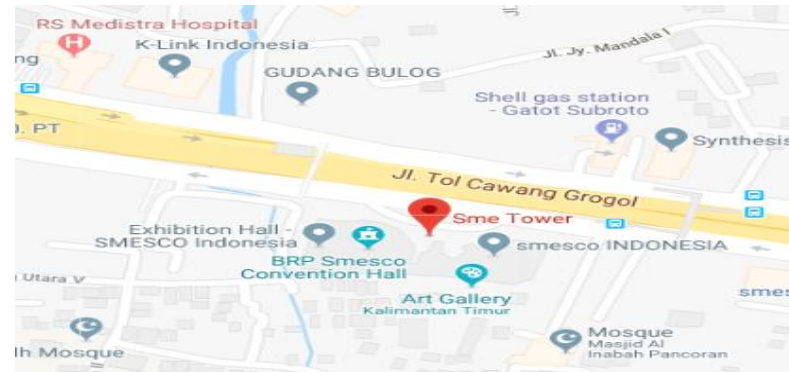 RS Medistra Hospital
K-Link Indonesia
Jl. Jy. Mandala I
ng
GUDANG BULOG
Shell gas station
- Gatot Subroto
Synthesis
). PT
Jl. Tol Cawang Grogol
Sme Tower
Exhibition Hall -
SMESCO Indonesia
smesco INDONESIA
BRP Smesco
Convention Hall
Utara V
Art Gallery
Kalimantan Timur
smes
Mosque
Masjid Al
Inabah Pancoran
lh Mosque